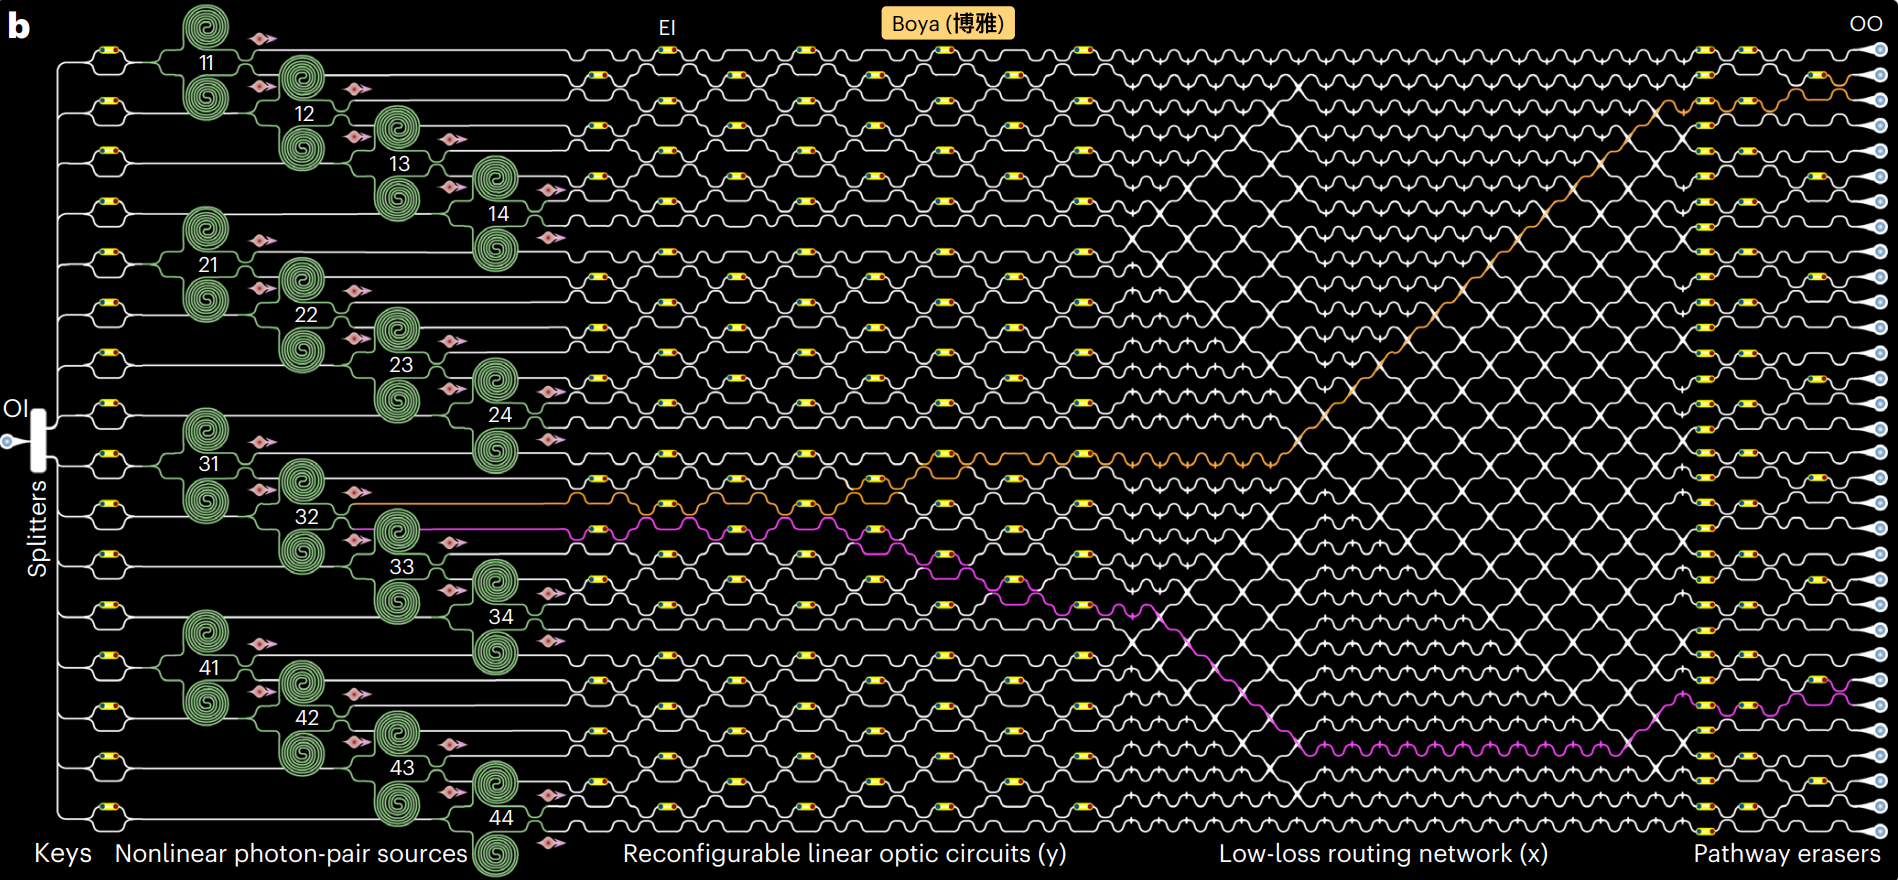 b
EI
Boya (博雅)
OO
11
12
13
14
21
22
23
24
OI
31
32
33
34
41
42
43
44
Splitters
Keys
Nonlinear photon-pair sources
Reconfigurable linear optic circuits (y)
Low-loss routing network (x)
Pathway erasers